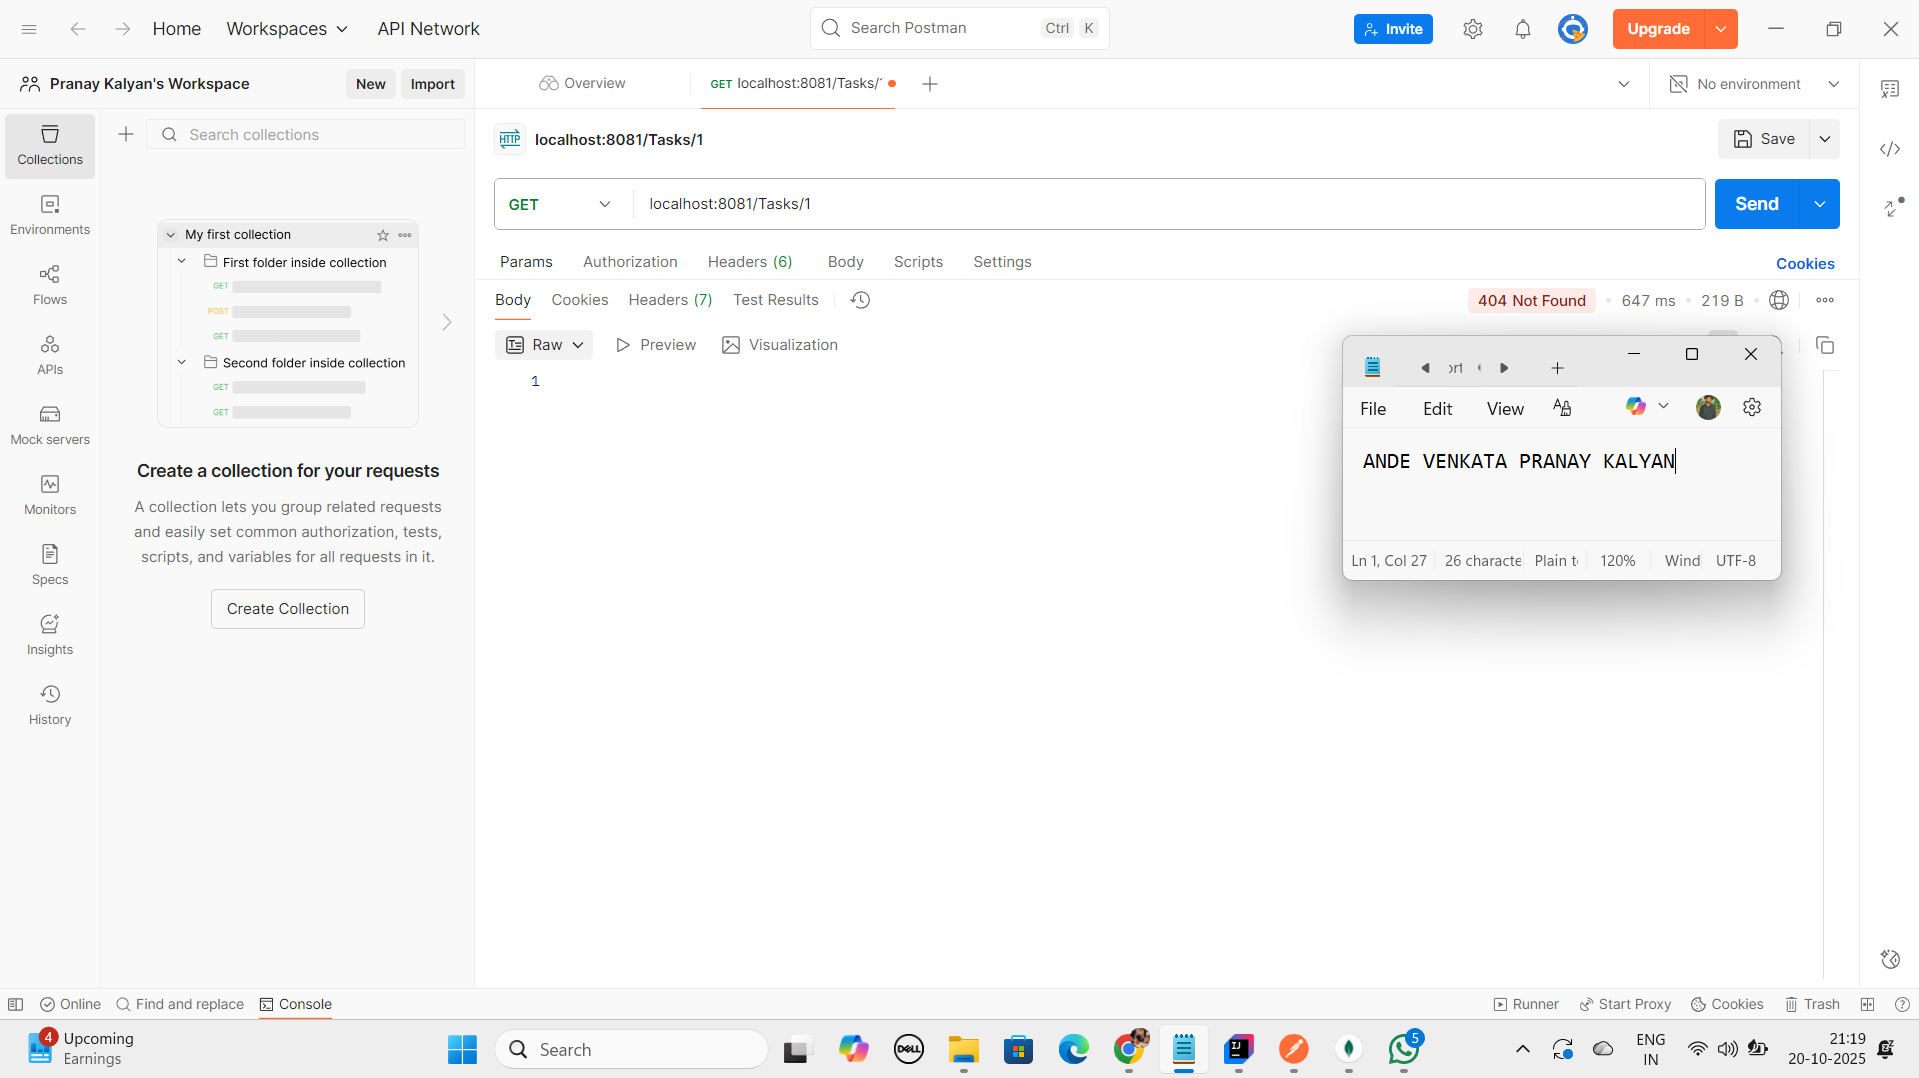 Home
Workspaces
API Network
Search Postman
Ctrl
K
Invite
Upgrade
Pranay Kalyan's Workspace
New
Import
Overview
GET localhost:8081/Tasks/
No environment
Collections
Environments
Flows
APIs
Mock servers
Monitors
Specs
Insights
History
Search collections
My first collection
First folder inside collection
GET
POST
GET
Second folder inside collection
GET
GET
Create a collection for your requests
A collection lets you group related requests
and easily set common authorization, tests,
scripts, and variables for all requests in it.
Create Collection
HTTP
localhost:8081/Tasks/1
Save
GET
localhost:8081/Tasks/1
Send
Params
Authorization
Headers (6)
Body
Scripts
Settings
Cookies
Body
Cookies
Headers (7)
Test Results
404 Not Found
647 ms
219 B
Raw
Preview
Visualization
1
File
Edit
View
ANDE VENKATA PRANAY KALYAN
Ln 1, Col 27
26 characte
Plain t
120%
Wind
UTF-8
Online
Find and replace
Console
Runner
Start Proxy
Cookies
Trash
4
Upcoming
Earnings
Search
DELL
IJ
5
ENG
IN
21:19
20-10-2025